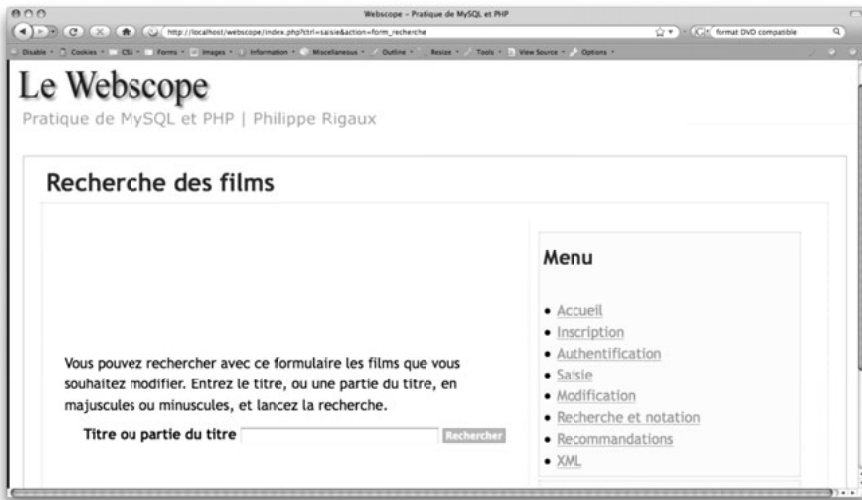 Webscope - Pratique de MySQL et PHP
http://localhost/webscope/index.php?ctrl=saisie&action=form_recherche
format DVD compatible
Disable Cookies CSS Forms Images Information Miscellaneous Outline Resize Tools View Source Options
Le Webscope
Pratique de MySQL et PHP | Philippe Rigaux
Recherche des films
Vous pouvez rechercher avec ce formulaire les films que vous
souhaitez modifier. Entrez le titre, ou une partie du titre, en
majuscules ou minuscules, et lancez la recherche.
Titre ou partie du titre Rechercher
Menu
• Accueil
• Inscription
• Authentification
• Saisie
• Modification
• Recherche et notation
• Recommandations
• XML